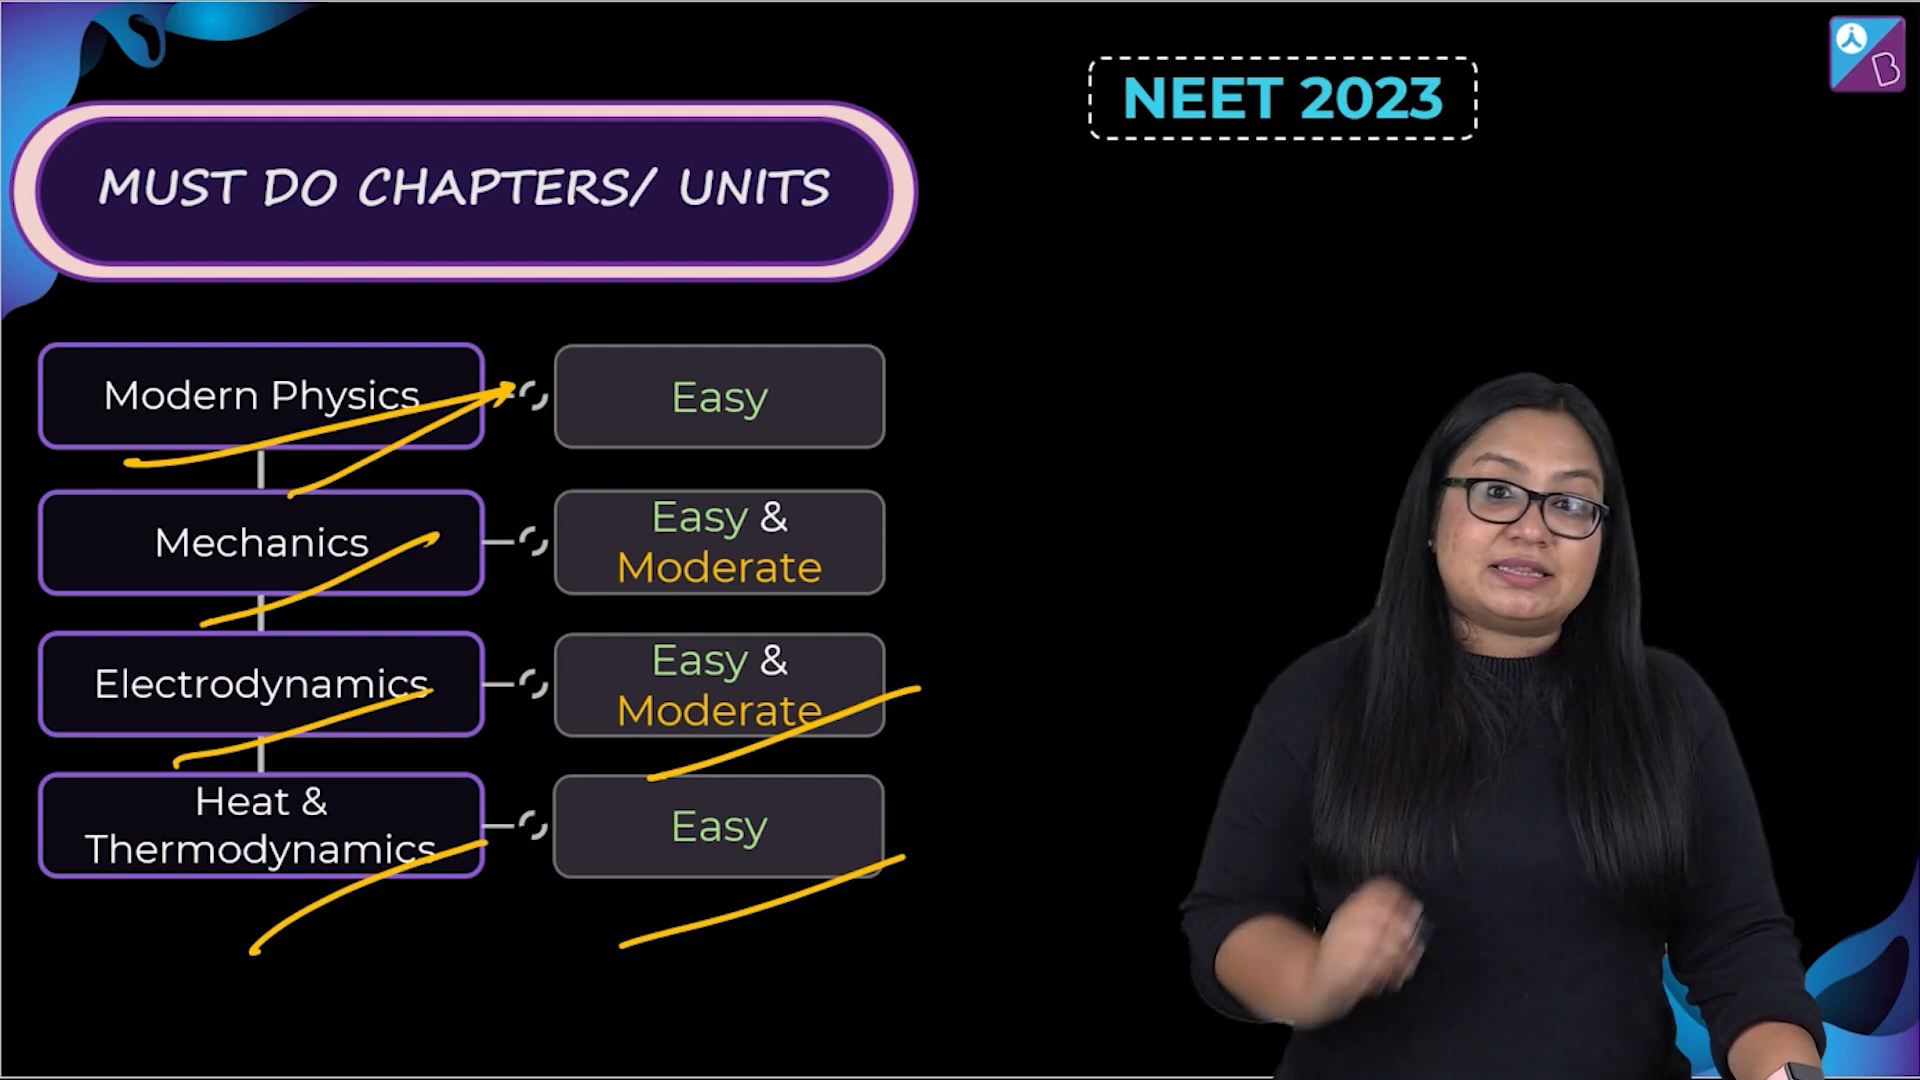 NEET 2023
MUST DO CHAPTERS/ UNITS
Modern Physics
Easy
Mechanics
Easy &
Moderate
Electrodynamics
Easy &
Moderate
Heat &
Thermodynamics
Easy
B